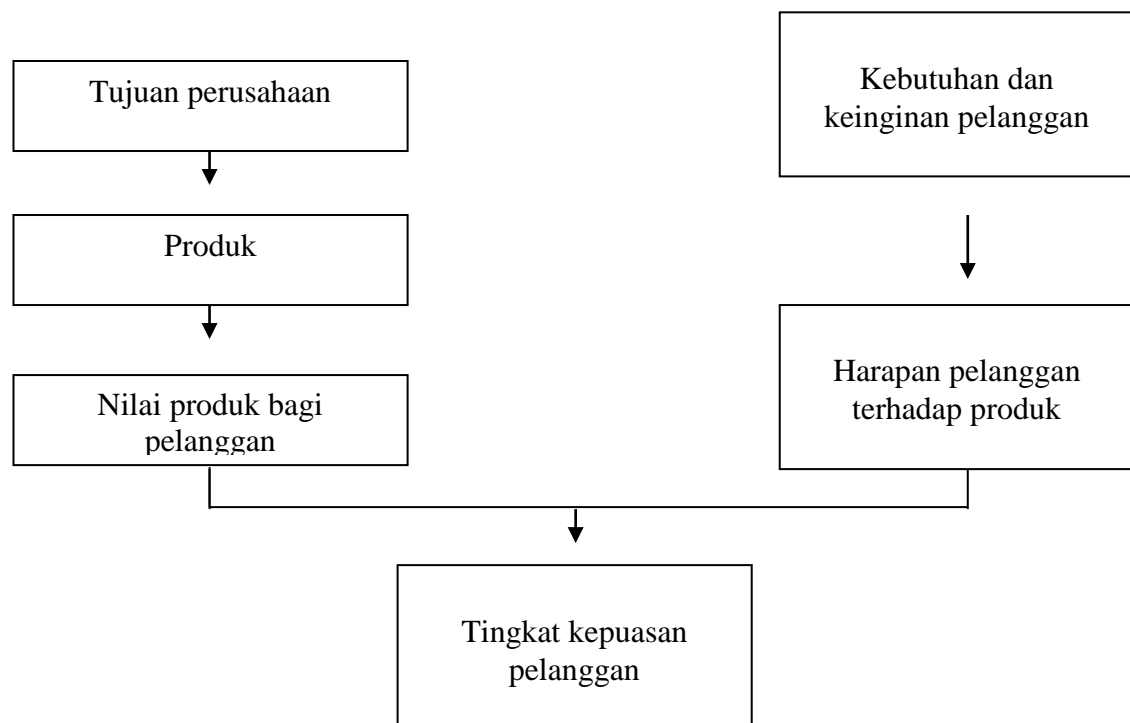 Tujuan perusahaan
Kebutuhan dan
keinginan pelanggan
Produk
Harapan pelanggan
terhadap produk
Nilai produk bagi
pelanggan
Tingkat kepuasan
pelanggan